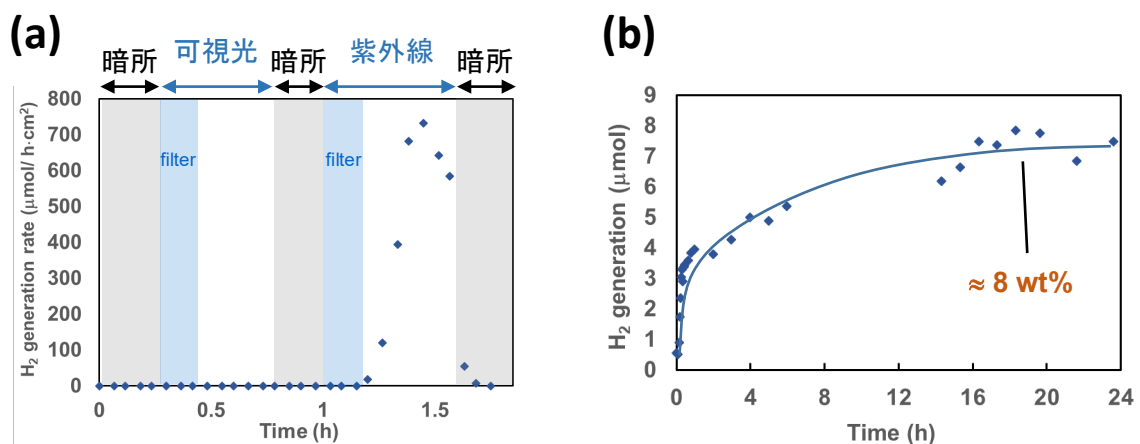 (a)
暗所 可視光 暗所 紫外線 暗所
800
700
600
500
400
300
200
100
0
filter filter
H₂ generation rate (μmol/ h·cm²)
0 0.5 1 1.5
Time (h)
(b)
9
8
7
6
5
4
3
2
1
0
≈ 8 wt%
H₂ generation (μmol)
0 4 8 12 16 20 24
Time (h)